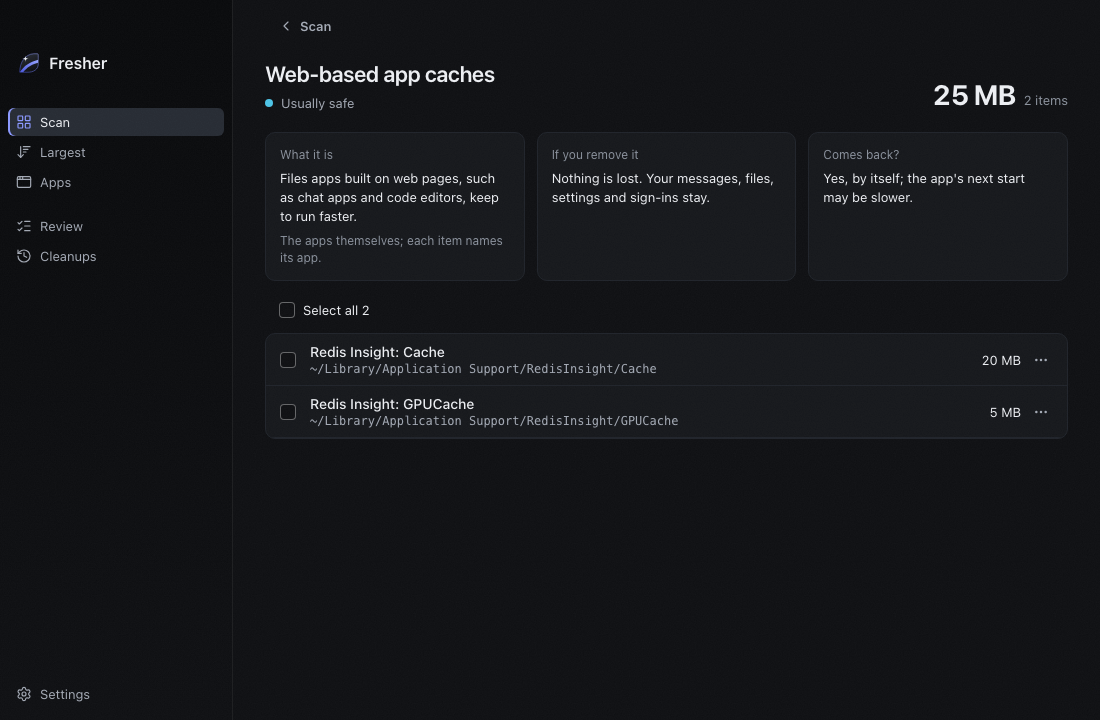 Scan
Fresher
Web-based app caches
Usually safe
25 MB 2 items
Scan
Largest
Apps
Review
Cleanups
What it is
Files apps built on web pages, such
as chat apps and code editors, keep
to run faster.
The apps themselves; each item names
its app.
If you remove it
Nothing is lost. Your messages, files,
settings and sign-ins stay.
Comes back?
Yes, by itself; the app's next start
may be slower.
Select all 2
Redis Insight: Cache
~/Library/Application Support/RedisInsight/Cache
20 MB
Redis Insight: GPUCache
~/Library/Application Support/RedisInsight/GPUCache
5 MB
Settings